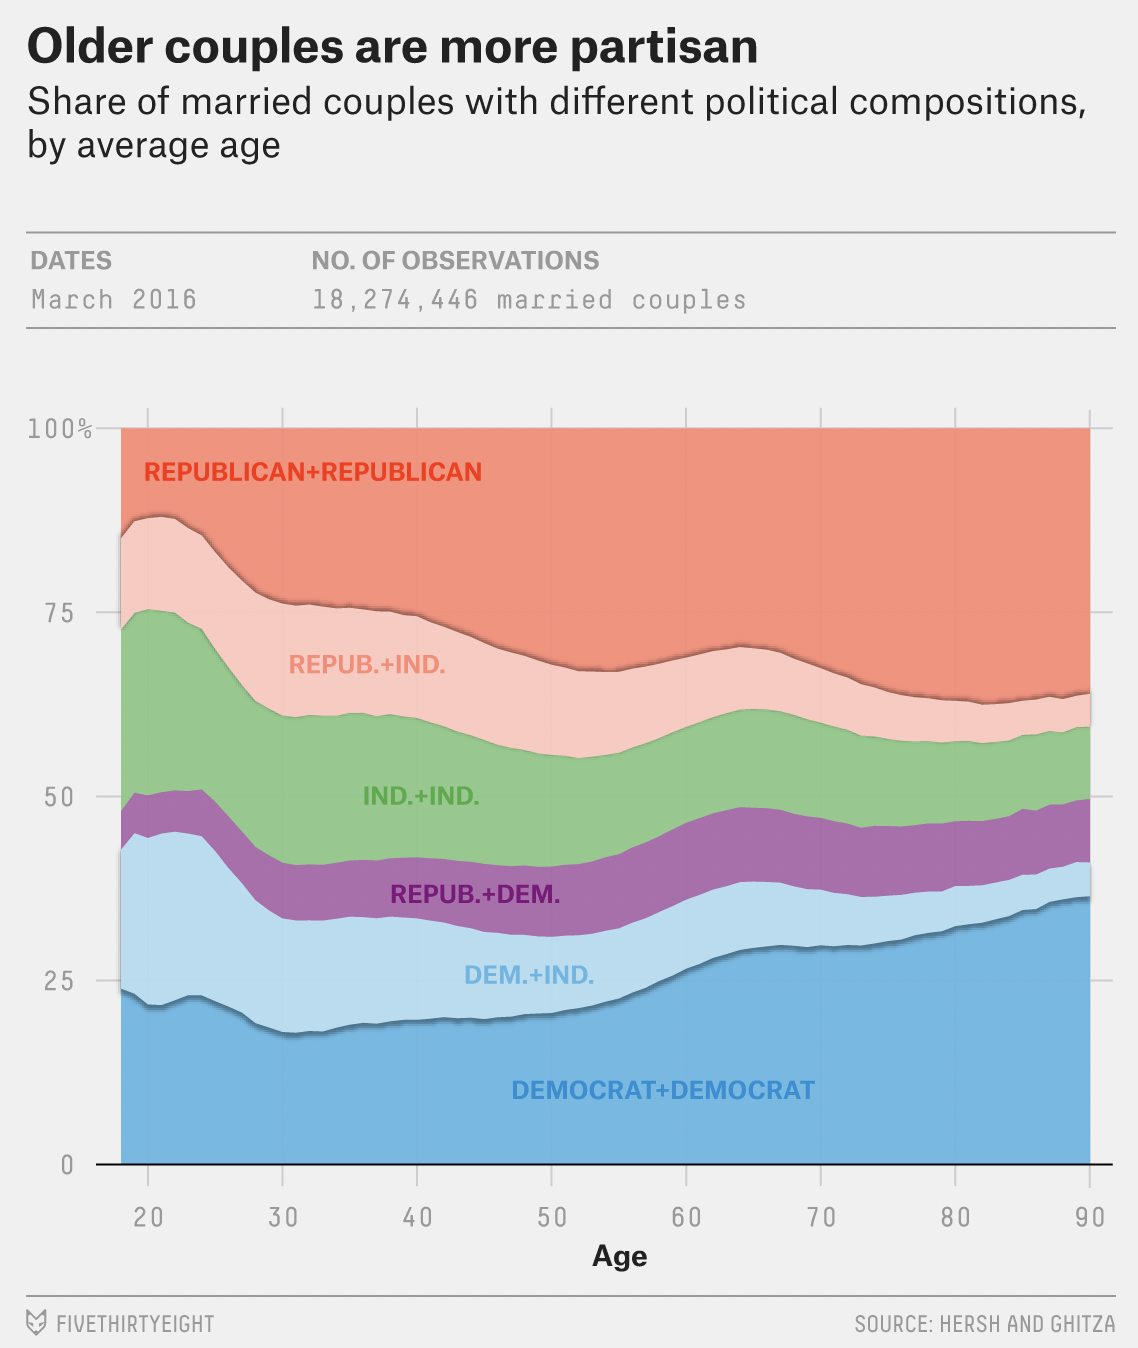 Older couples are more partisan
Share of married couples with different political compositions,
by average age
DATES
NO. OF OBSERVATIONS
March 2016
18,274,446 married couples
100%
REPUBLICAN+REPUBLICAN
75
REPUB.+IND.
50
IND.+IND.
REPUB.+DEM.
25
DEM.+IND.
DEMOCRAT+DEMOCRAT
0
20 30 40 50 60 70 80 90
Age
FIVETHIRTYEIGHT
SOURCE: HERSH AND GHITZA